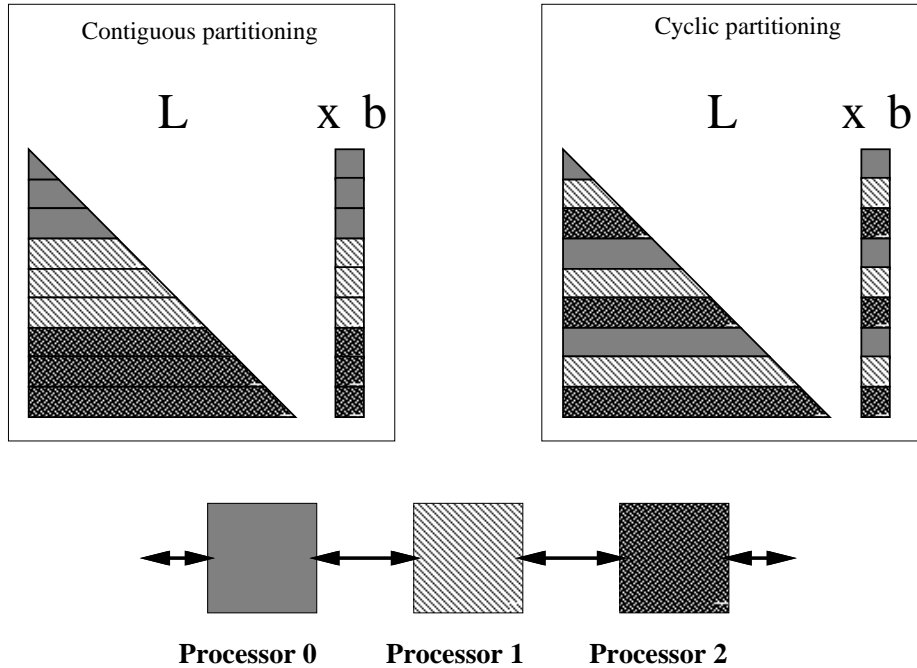 Contiguous partitioning
L
x b
Cyclic partitioning
L
x b
Processor 0
Processor 1
Processor 2